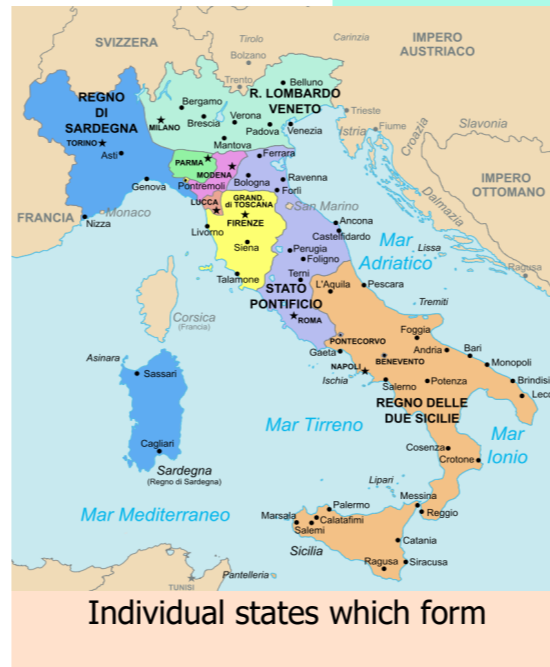 SVIZZERA
Tirolo
Bolzano
Carinzia
IMPERO
AUSTRIACO
Trento
Belluno
REGNO
DI
SARDEGNA
R. LOMBARDO
VENETO
Bergamo
Brescia
Verona
MILANO
Padova
Venezia
Trieste
Istria
Fiume
Croazia
Slavonia
TORINO
Asti
Mantova
Ferrara
PARMA
MODENA
Bologna
Ravenna
Forlì
Genova
Pontremoli
LUCCA
GRAND.
di TOSCANA
FIRENZE
San Marino
IMPERO
OTTOMANO
Dalmazia
FRANCIA
Monaco
Nizza
Livorno
Siena
Ancona
Castelfidardo
Perugia
Foligno
Mar
Adriatico
Lissa
Ragusa
Talamone
Terni
STATO
PONTIFICIO
L'Aquila
Pescara
Tremiti
Corsica
(Francia)
ROMA
Foggia
PONTECORVO
Gaeta
BENEVENTO
Andria
Bari
Monopoli
Asinara
Sassari
NAPOLI
Ischia
Salerno
Potenza
Brindisi
Lecc
REGNO DELLE
DUE SICILIE
Mar Tirreno
Cosenza
Crotone
Mar
Ionio
Cagliari
Sardegna
(Regno di Sardegna)
Lipari
Messina
Reggio
Mar Mediterraneo
Marsala
Palermo
Calatafimi
Salemi
Sicilia
Catania
Ragusa
Siracusa
TUNISI
Pantelleria
Individual states which form